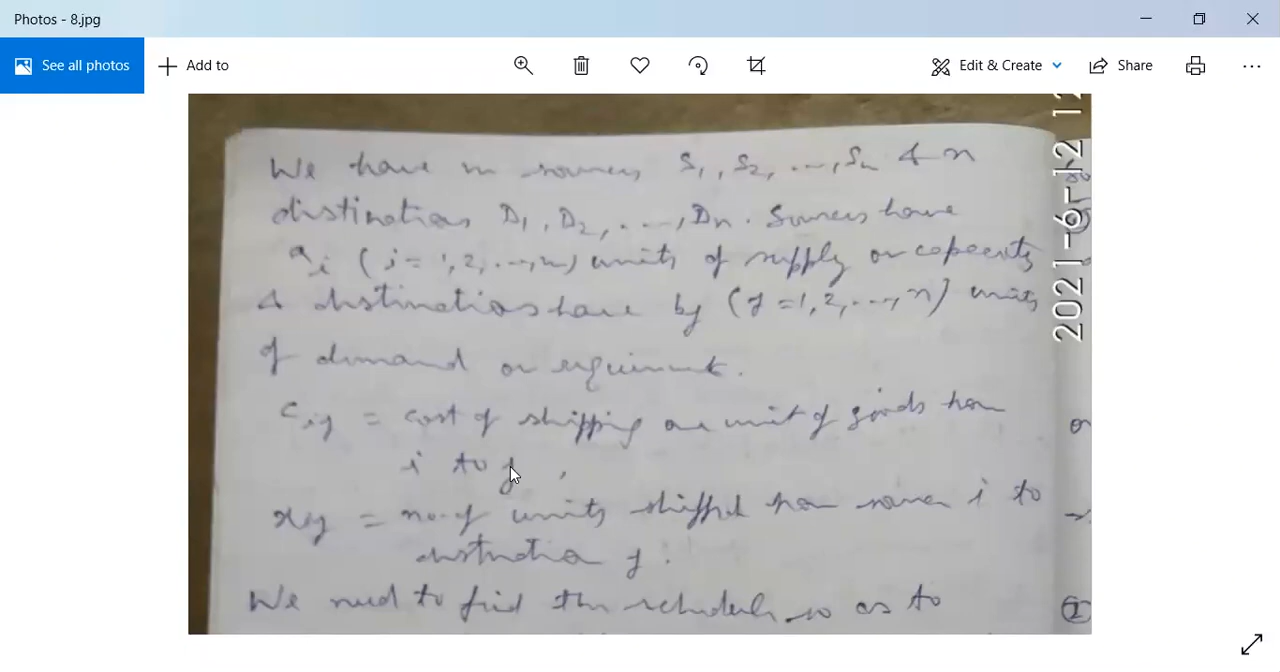 Photos - 8.jpg
See all photos
Add to
Edit & Create
Share
We have m sources S1, S2, ..., Sm & n
destinations D1, D2, ..., Dn. Sources have
ai (i = 1, 2, ..., m) units of supply or capacity
& destinations have bj (j = 1, 2, ..., n) units
of demand or requirement.
cij = cost of shipping one unit of goods from
i to j,
xij = no. of units shipped from source i to
destination j.
We need to find the schedule, so as to
2021-6-12 12
or